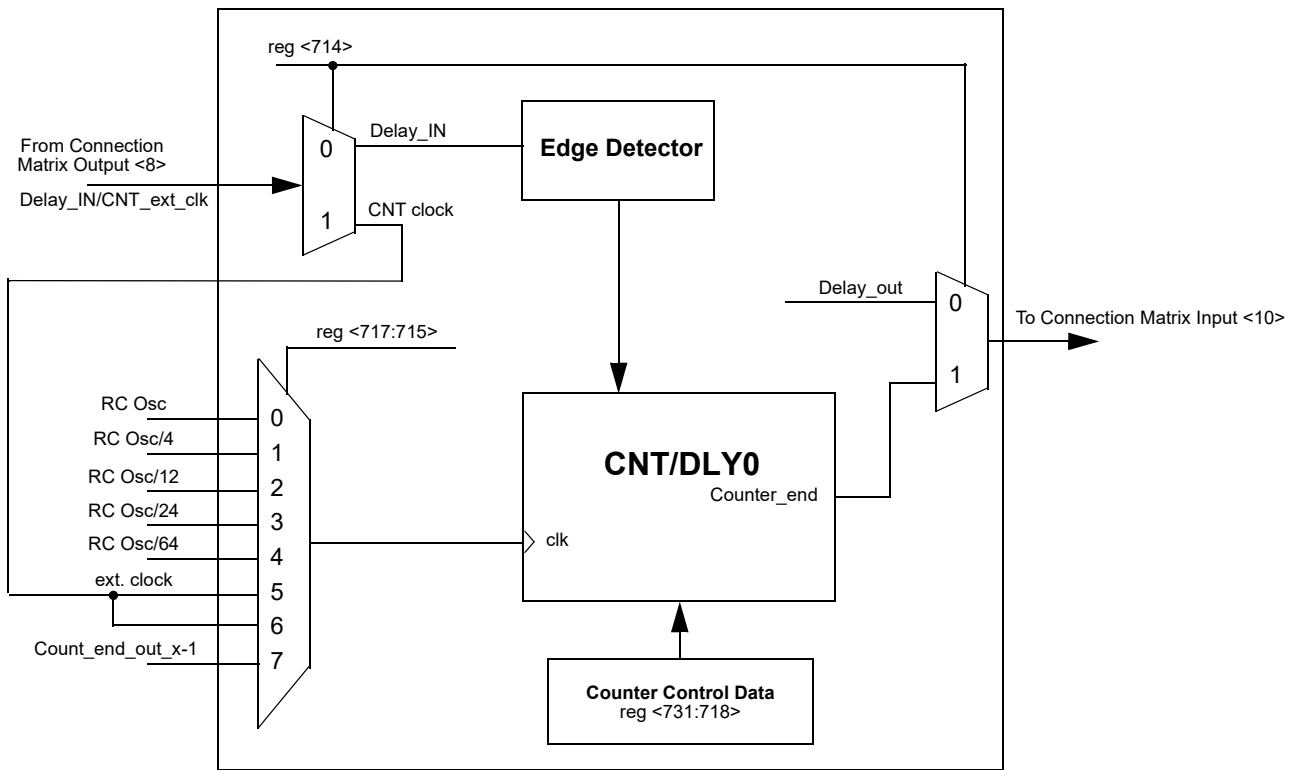 reg <714>
From Connection
Matrix Output <8>
Delay_IN/CNT_ext_clk
0
1
Delay_IN
CNT clock
Edge Detector
Delay_out
0
1
To Connection Matrix Input <10>
reg <717:715>
RC Osc
RC Osc/4
RC Osc/12
RC Osc/24
RC Osc/64
ext. clock
Count_end_out_x-1
0
1
2
3
4
5
6
7
CNT/DLY0
Counter_end
clk
Counter Control Data
reg <731:718>